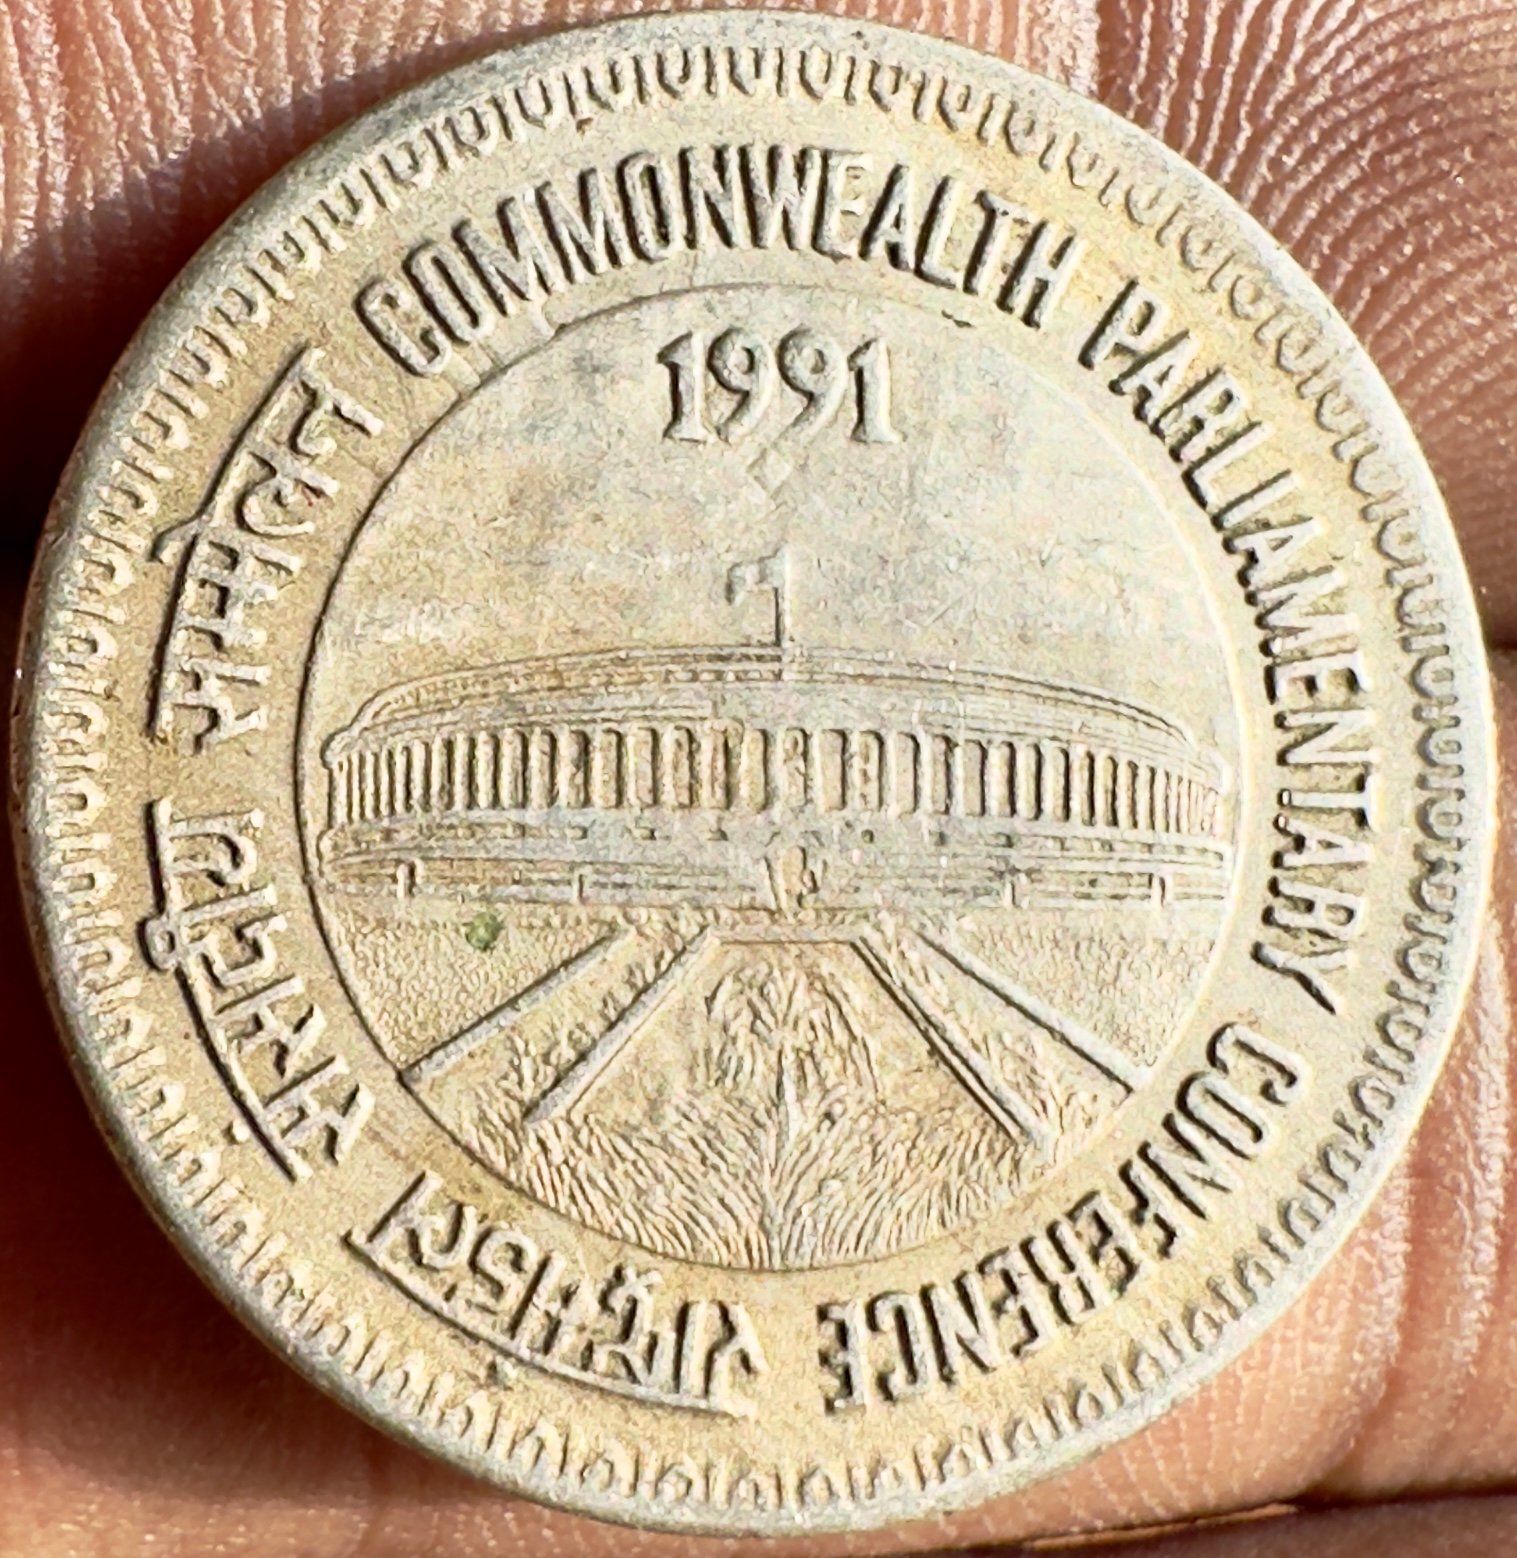 COMMONWEALTH PARLIAMENTARY CONFERENCE
राष्ट्रमंडल संसदीय सम्मेलन
1991